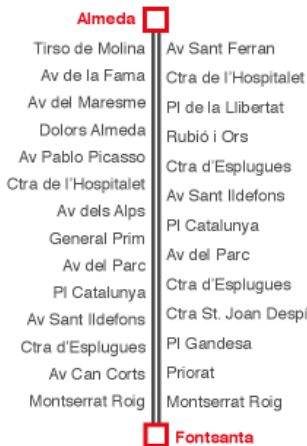 Almeda
Tirso de Molina
Av de la Fama
Av del Maresme
Dolors Almeda
Av Pablo Picasso
Ctra de l'Hospitalet
Av dels Alps
General Prim
Av del Parc
Pl Catalunya
Av Sant Ildefons
Ctra d'Esplugues
Av Can Corts
Montserrat Roig
Av Sant Ferran
Ctra de l'Hospitalet
Pl de la Llibertat
Rubió i Ors
Ctra d'Esplugues
Av Sant Ildefons
Pl Catalunya
Av del Parc
Ctra d'Esplugues
Ctra St. Joan Despí
Pl Gandesa
Priorat
Montserrat Roig
Fontsanta